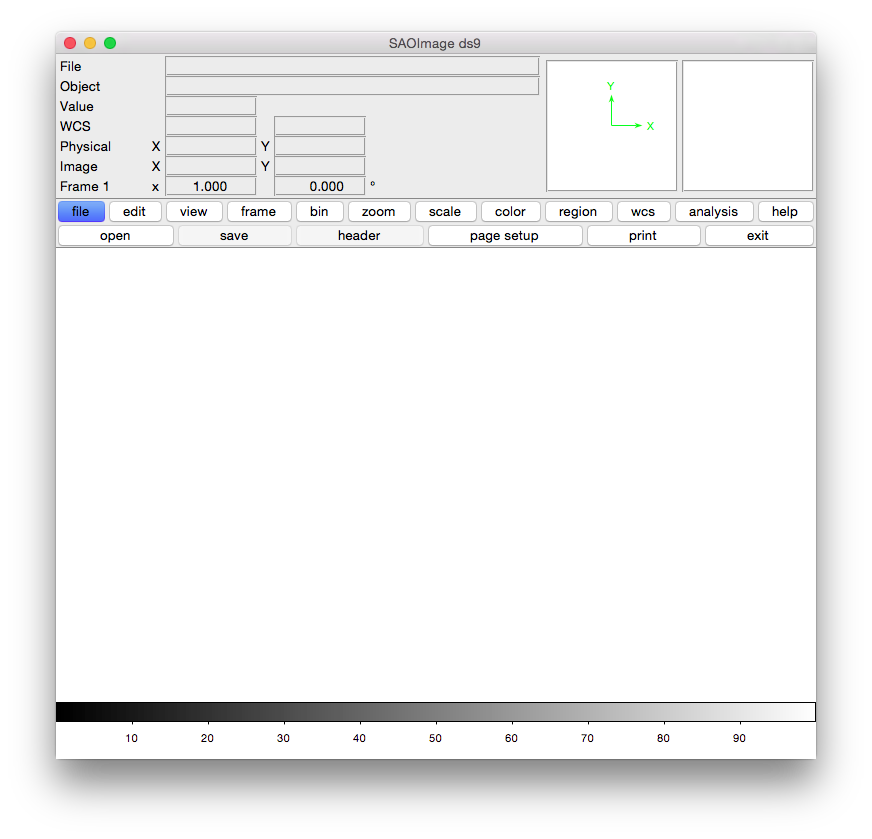 SAOImage ds9
File
Object
Value
WCS
Physical X Y
Image X Y
Frame 1 x 1.000 0.000 °
Y
X
file edit view frame bin zoom scale color region wcs analysis help
open save header page setup print exit
10 20 30 40 50 60 70 80 90